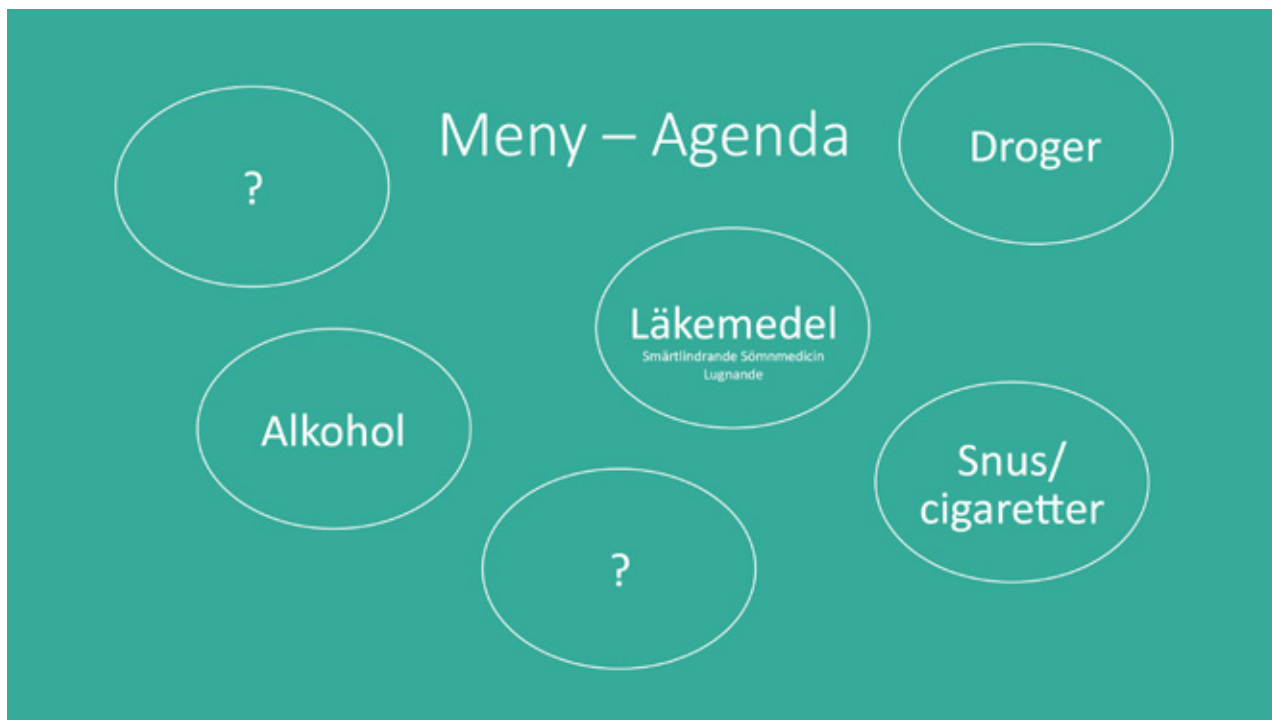 Meny – Agenda
Droger
?
Läkemedel
Smärtlindrande Sömnmedicin
Lugnande
Alkohol
Snus/
cigaretter
?